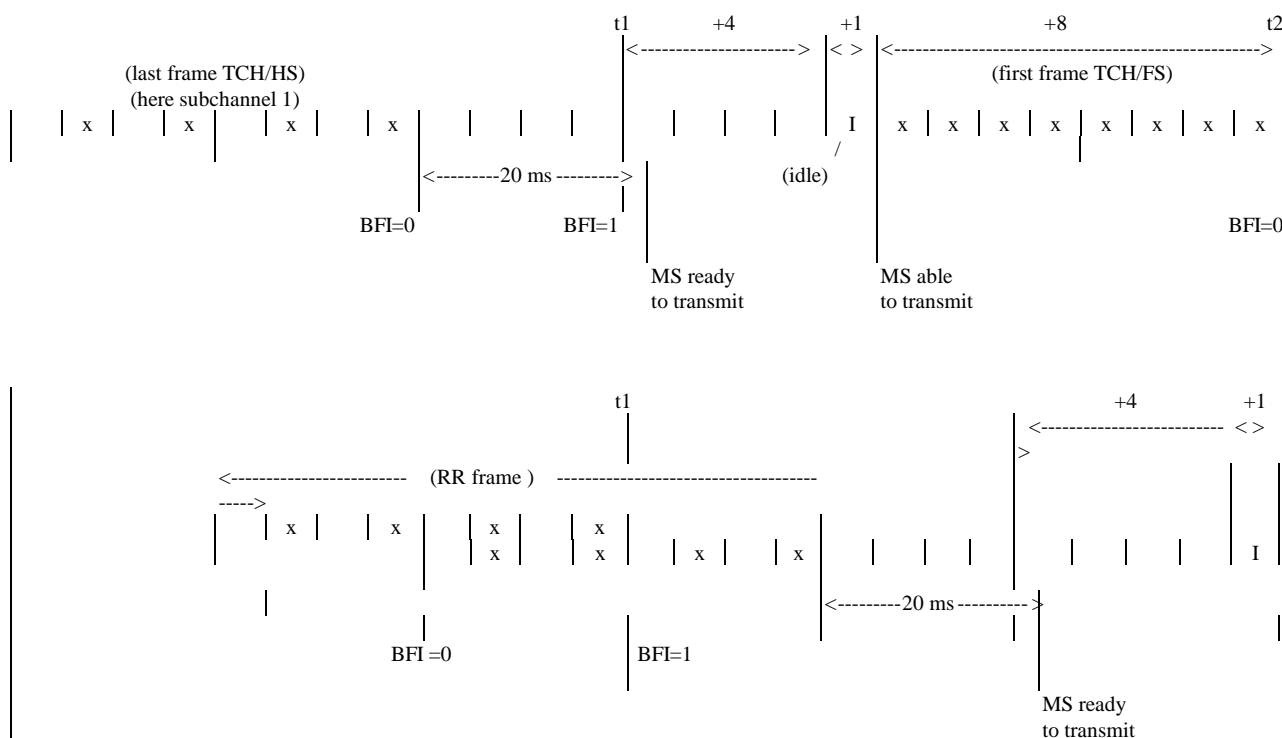 t1 +4 +1 +8 t2
<-----------------------> < > <------------------------------------------------>
(last frame TCH/HS) (first frame TCH/FS)
(here subchannel 1)
x x x x I x x x x x x x x
/
<---------20 ms ---------> (idle)
BFI=0 BFI=1 BFI=0
MS ready MS able
to transmit to transmit
t1 +4 +1
<----------------------- < >
>
<----------------------- (RR frame ) --------------------------------
----->
x x x x
x x x x I
<---------20 ms ---------->
BFI =0 BFI=1
MS ready
to transmit